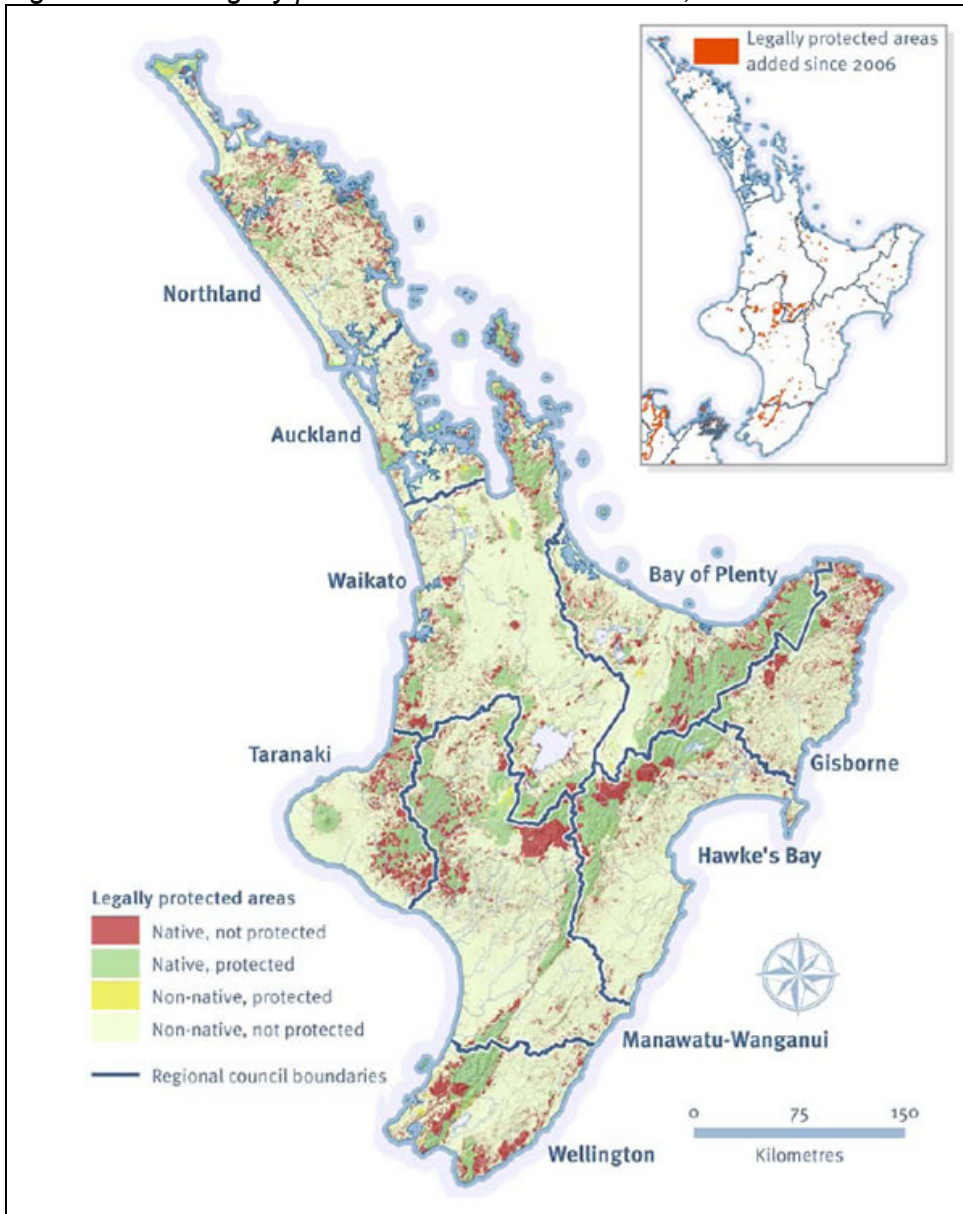 Legally protected areas
added since 2006
Northland
Auckland
Waikato
Bay of Plenty
Taranaki
Gisborne
Hawke's Bay
Legally protected areas
Native, not protected
Native, protected
Non-native, protected
Non-native, not protected
Regional council boundaries
Manawatu-Wanganui
0 75 150
Kilometres
Wellington